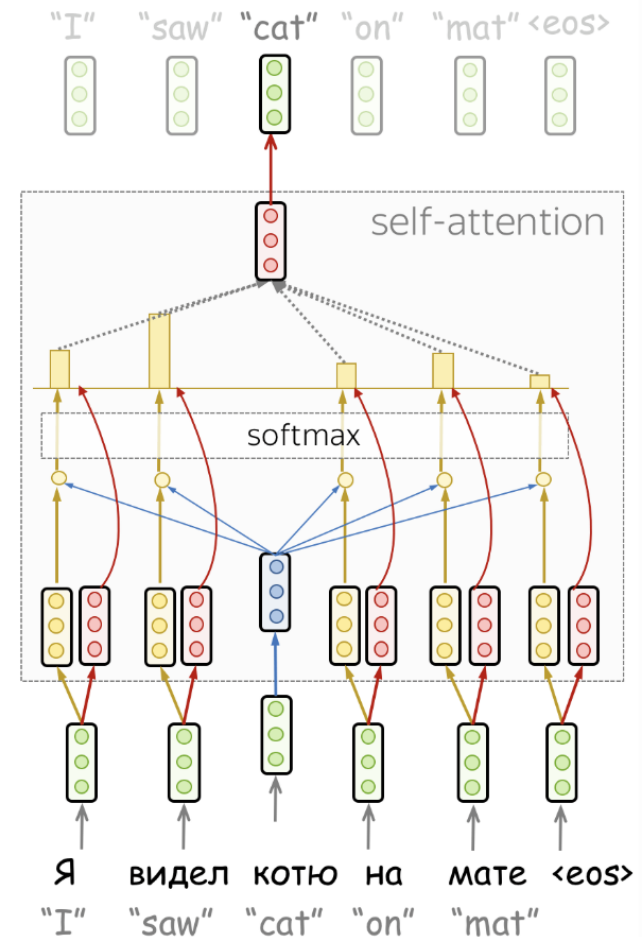 “I” “saw” “cat” “on” “mat” <eos>
self-attention
softmax
Я видел котю на мате <eos>
“I” “saw” “cat” “on” “mat”